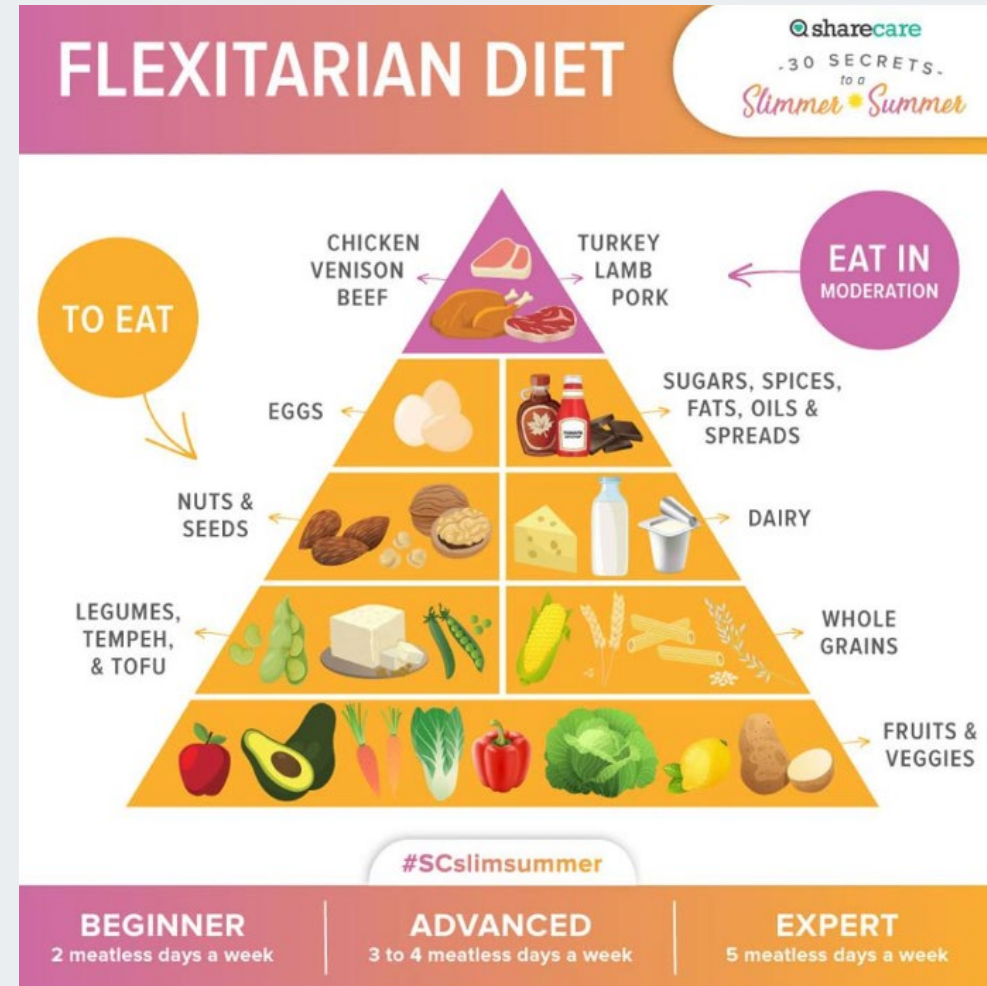 FLEXITARIAN DIET
sharecare
-30 SECRETS-
to a
Slimmer Summer
TO EAT
CHICKEN
VENISON
BEEF
TURKEY
LAMB
PORK
EAT IN
MODERATION
EGGS
SUGARS, SPICES,
FATS, OILS &
SPREADS
NUTS &
SEEDS
DAIRY
LEGUMES,
TEMPEH,
& TOFU
WHOLE
GRAINS
FRUITS &
VEGGIES
#SCslimsummer
BEGINNER
2 meatless days a week
ADVANCED
3 to 4 meatless days a week
EXPERT
5 meatless days a week